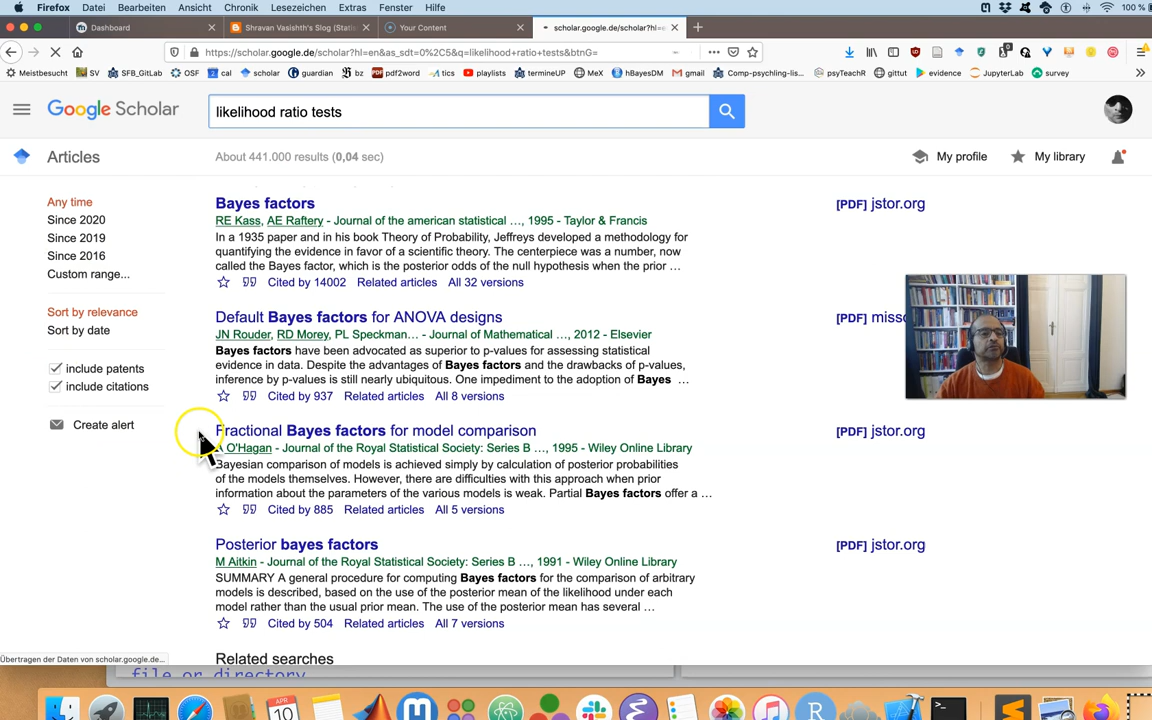 Firefox Datei Bearbeiten Ansicht Chronik Lesezeichen Extras Fenster Hilfe 100 %
Dashboard Shravan Vasishth's Slog (Statis Your Content scholar.google.de/scholar?hl=e
https://scholar.google.de/scholar?hl=en&as_sdt=0%2C5&q=likelihood+ratio+tests&btnG=
Meistbesucht SV SFB_GitLab OSF cal scholar guardian bz pdf2word tics playlists termineUP MeX hBayesDM gmail Comp-psychling-lis... psyTeachR gittut evidence JupyterLab survey
Google Scholar
likelihood ratio tests
Articles
About 441.000 results (0,04 sec)
My profile
My library
Any time
Since 2020
Since 2019
Since 2016
Custom range...
Sort by relevance
Sort by date
include patents
include citations
Create alert
Bayes factors
[PDF] jstor.org
RE Kass, AE Raftery - Journal of the american statistical …, 1995 - Taylor & Francis
In a 1935 paper and in his book Theory of Probability, Jeffreys developed a methodology for
quantifying the evidence in favor of a scientific theory. The centerpiece was a number, now
called the Bayes factor, which is the posterior odds of the null hypothesis when the prior …
Cited by 14002 Related articles All 32 versions
Default Bayes factors for ANOVA designs
[PDF] misso
JN Rouder, RD Morey, PL Speckman… - Journal of Mathematical …, 2012 - Elsevier
Bayes factors have been advocated as superior to p-values for assessing statistical
evidence in data. Despite the advantages of Bayes factors and the drawbacks of p-values,
inference by p-values is still nearly ubiquitous. One impediment to the adoption of Bayes …
Cited by 937 Related articles All 8 versions
Fractional Bayes factors for model comparison
[PDF] jstor.org
O'Hagan - Journal of the Royal Statistical Society: Series B …, 1995 - Wiley Online Library
Bayesian comparison of models is achieved simply by calculation of posterior probabilities
of the models themselves. However, there are difficulties with this approach when prior
information about the parameters of the various models is weak. Partial Bayes factors offer a …
Cited by 885 Related articles All 5 versions
Posterior bayes factors
[PDF] jstor.org
M Aitkin - Journal of the Royal Statistical Society: Series B …, 1991 - Wiley Online Library
SUMMARY A general procedure for computing Bayes factors for the comparison of arbitrary
models is described, based on the use of the posterior mean of the likelihood under each
model rather than the usual prior mean. The use of the posterior mean has several …
Cited by 504 Related articles All 7 versions
Related searches
Übertragen der Daten von scholar.google.de...
file or directory
APR
10